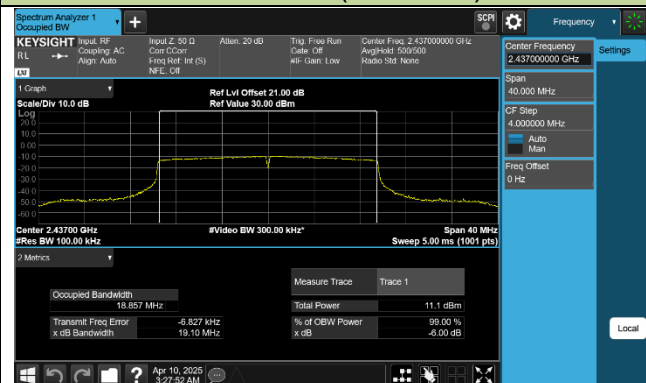 Spectrum Analyzer 1
Occupied BW
SCPI
Frequency
KEYSIGHT
RL
LXI
Input: RF
Coupling: AC
Align: Auto
Input Z: 50 Ω
Corr CCorr
Freq Ref: Int (S)
NFE: Off
Atten: 20 dB
Trig: Free Run
Gate: Off
#IF Gain: Low
Center Freq: 2.437000000 GHz
Avg|Hold: 500/500
Radio Std: None
Center Frequency
2.437000000 GHz
Settings
Span
40.000 MHz
CF Step
4.000000 MHz
Auto
Man
Freq Offset
0 Hz
Local
1 Graph
Scale/Div 10.0 dB
Ref Lvl Offset 21.00 dB
Ref Value 30.00 dBm
Log
20.0
10.0
0.00
-10.0
-20.0
-30.0
-40.0
-50.0
-60.0
Center 2.43700 GHz
#Res BW 100.00 kHz
#Video BW 300.00 kHz*
Span 40 MHz
Sweep 5.00 ms (1001 pts)
2 Metrics
Measure Trace Trace 1
Occupied Bandwidth
18.857 MHz
Total Power 11.1 dBm
Transmit Freq Error -6.827 kHz
% of OBW Power 99.00 %
x dB Bandwidth 19.10 MHz
x dB -6.00 dB
?
Apr 10, 2025
3:27:52 AM